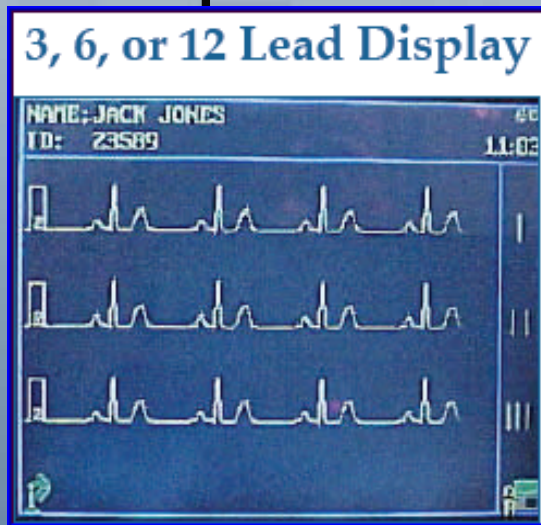 3, 6, or 12 Lead Display
NAME:JACK JONES
ID: 23589
11:03
I
II
III